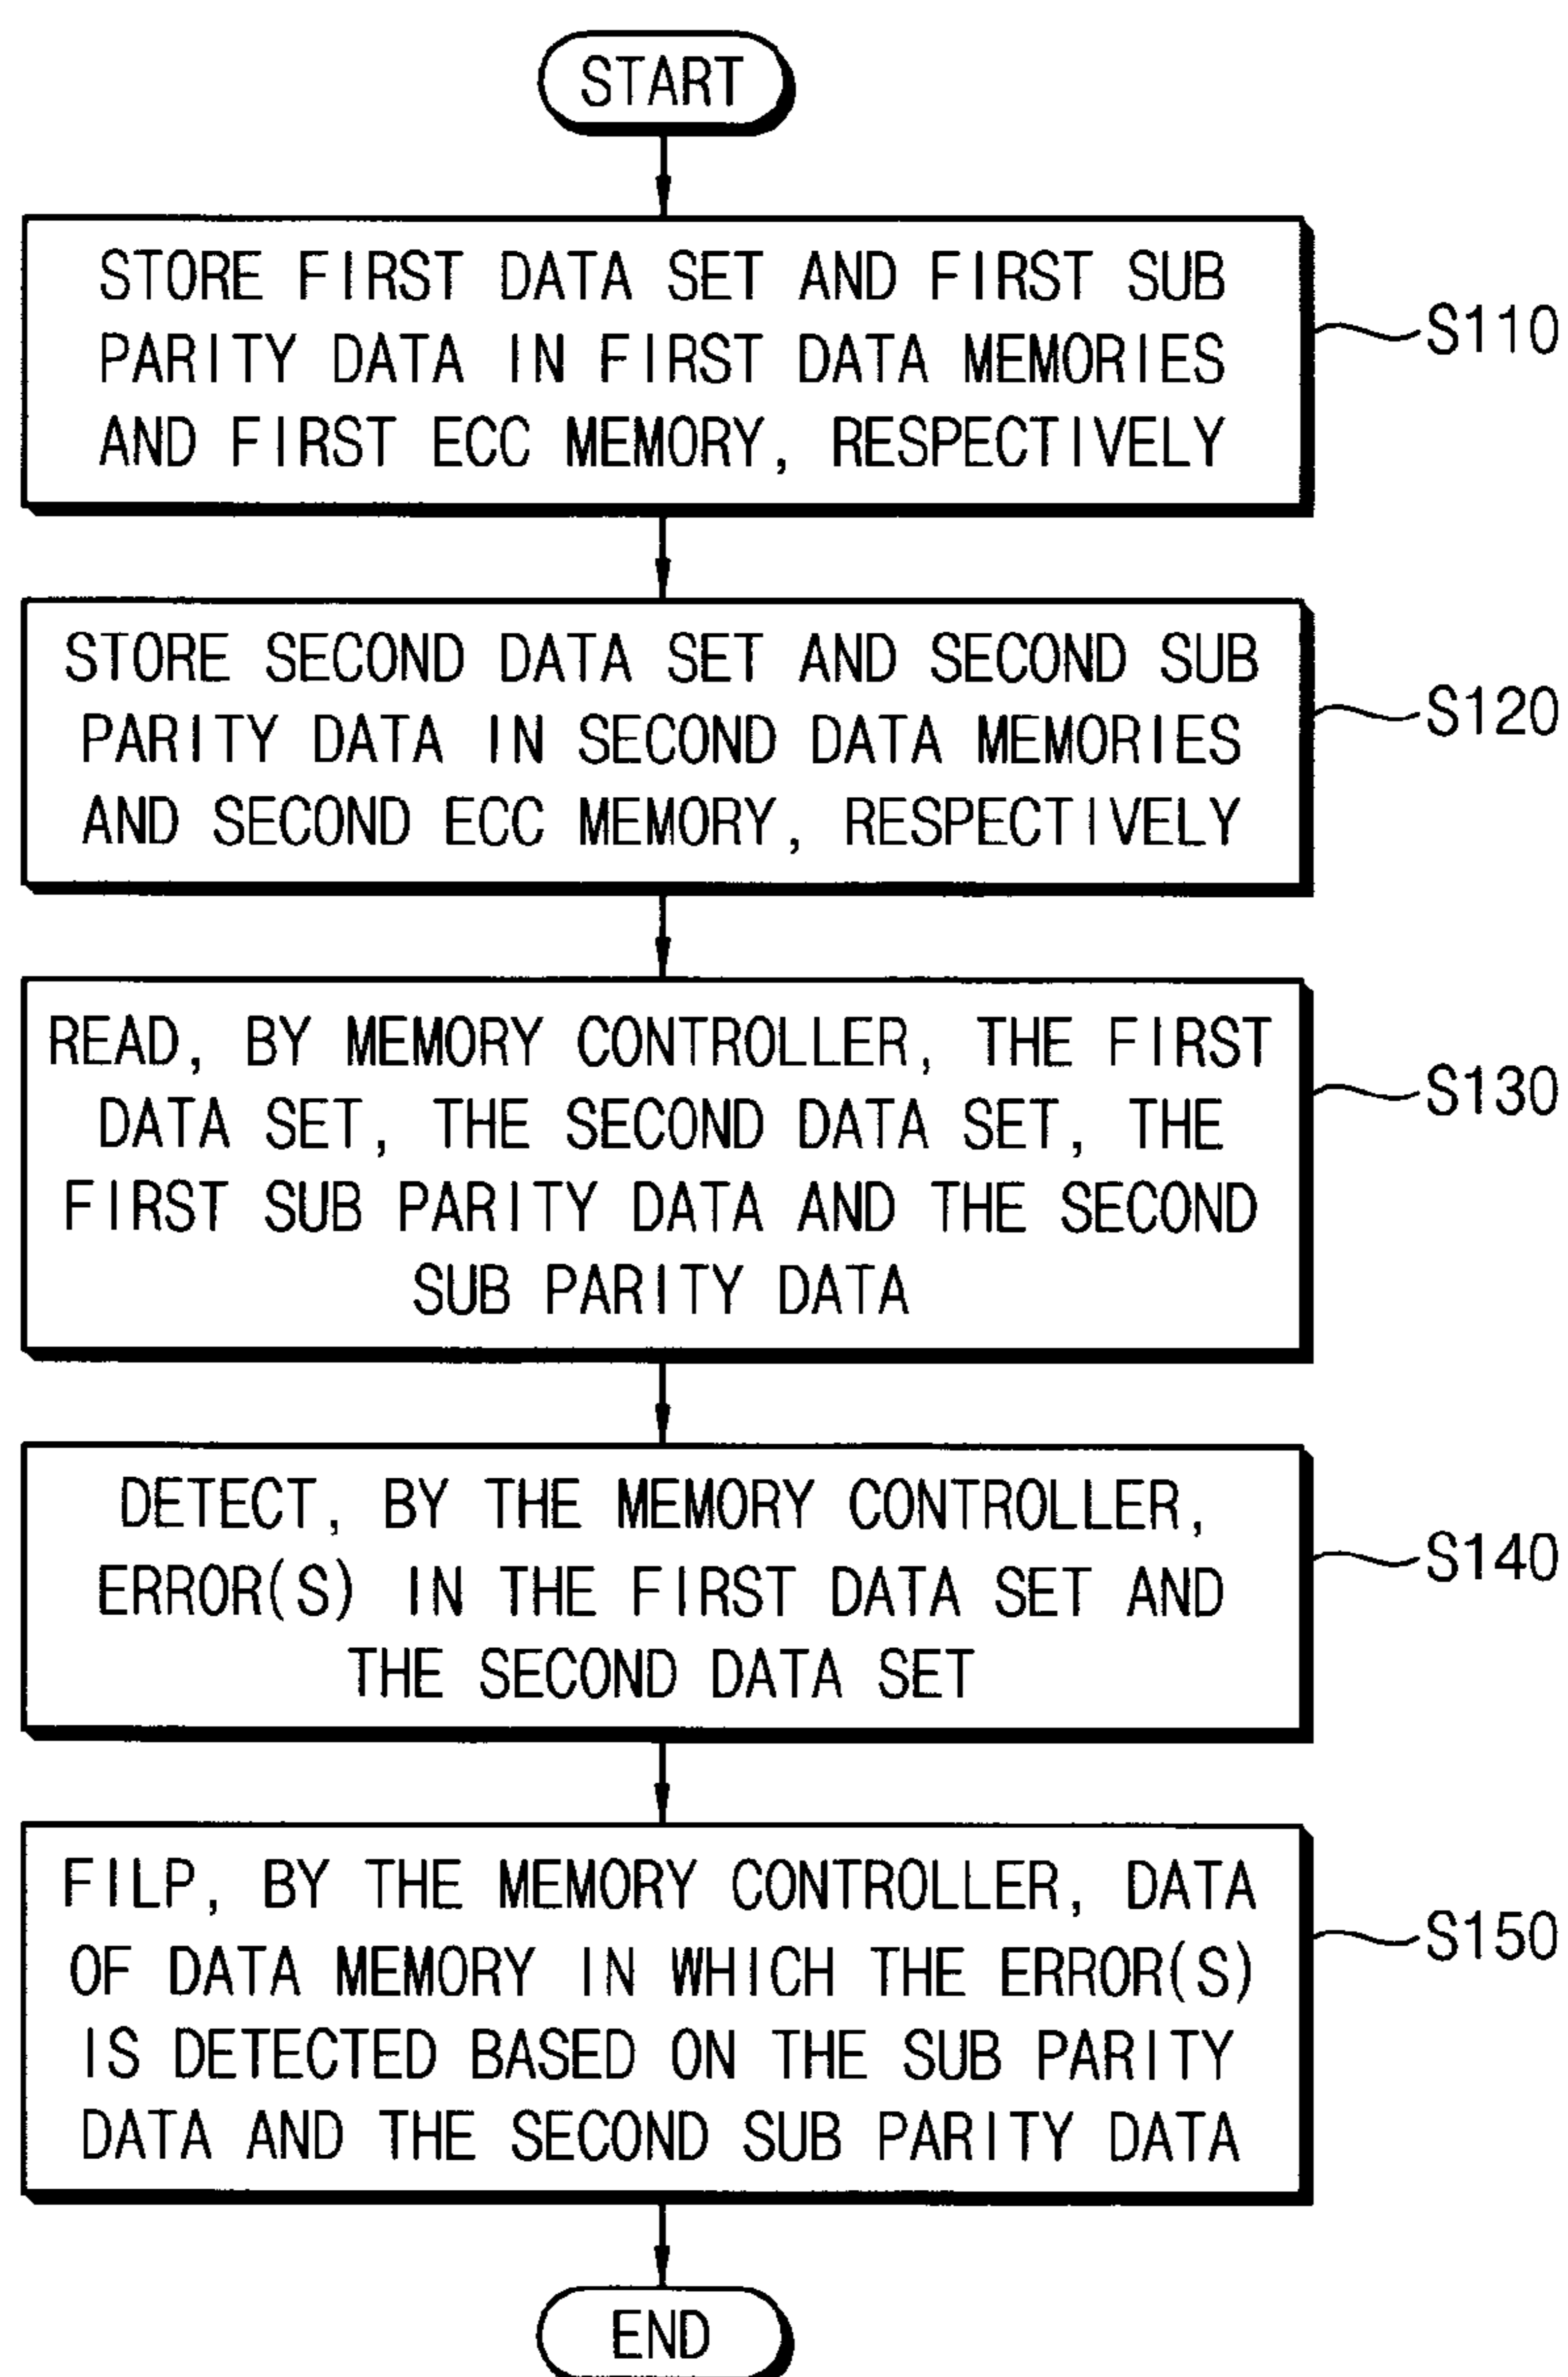 START
STORE FIRST DATA SET AND FIRST SUB
PARITY DATA IN FIRST DATA MEMORIES
AND FIRST ECC MEMORY, RESPECTIVELY
S110
STORE SECOND DATA SET AND SECOND SUB
PARITY DATA IN SECOND DATA MEMORIES
AND SECOND ECC MEMORY, RESPECTIVELY
S120
READ, BY MEMORY CONTROLLER, THE FIRST
DATA SET, THE SECOND DATA SET, THE
FIRST SUB PARITY DATA AND THE SECOND
SUB PARITY DATA
S130
DETECT, BY THE MEMORY CONTROLLER,
ERROR(S) IN THE FIRST DATA SET AND
THE SECOND DATA SET
S140
FILP, BY THE MEMORY CONTROLLER, DATA
OF DATA MEMORY IN WHICH THE ERROR(S)
IS DETECTED BASED ON THE SUB PARITY
DATA AND THE SECOND SUB PARITY DATA
S150
END